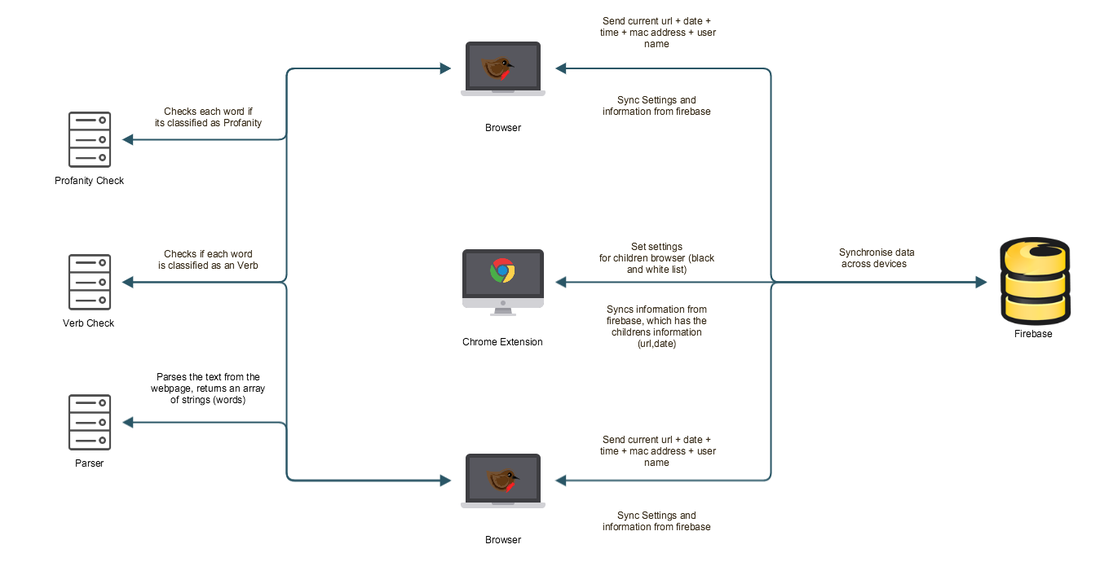 Send current url + date +
time + mac address + user
name
Sync Settings and
information from firebase
Browser
Checks each word if
its classified as Profanity
Profanity Check
Checks if each word
is classified as an Verb
Verb Check
Set settings
for children browser (black
and white list)
Syncs information from
firebase, which has the
childrens information
(url,date)
Chrome Extension
Synchronise data
across devices
Firebase
Parses the text from the
webpage, returns an array
of strings (words)
Parser
Send current url + date +
time + mac address + user
name
Sync Settings and
information from firebase
Browser